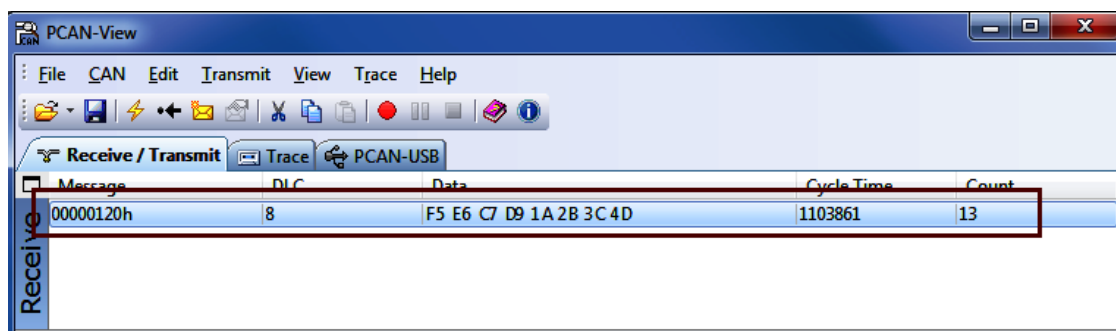 PCAN-View
File CAN Edit Transmit View Trace Help
Receive / Transmit Trace PCAN-USB
Message DLC Data Cycle Time Count
00000120h 8 F5 E6 C7 D9 1A 2B 3C 4D 1103861 13
Receive